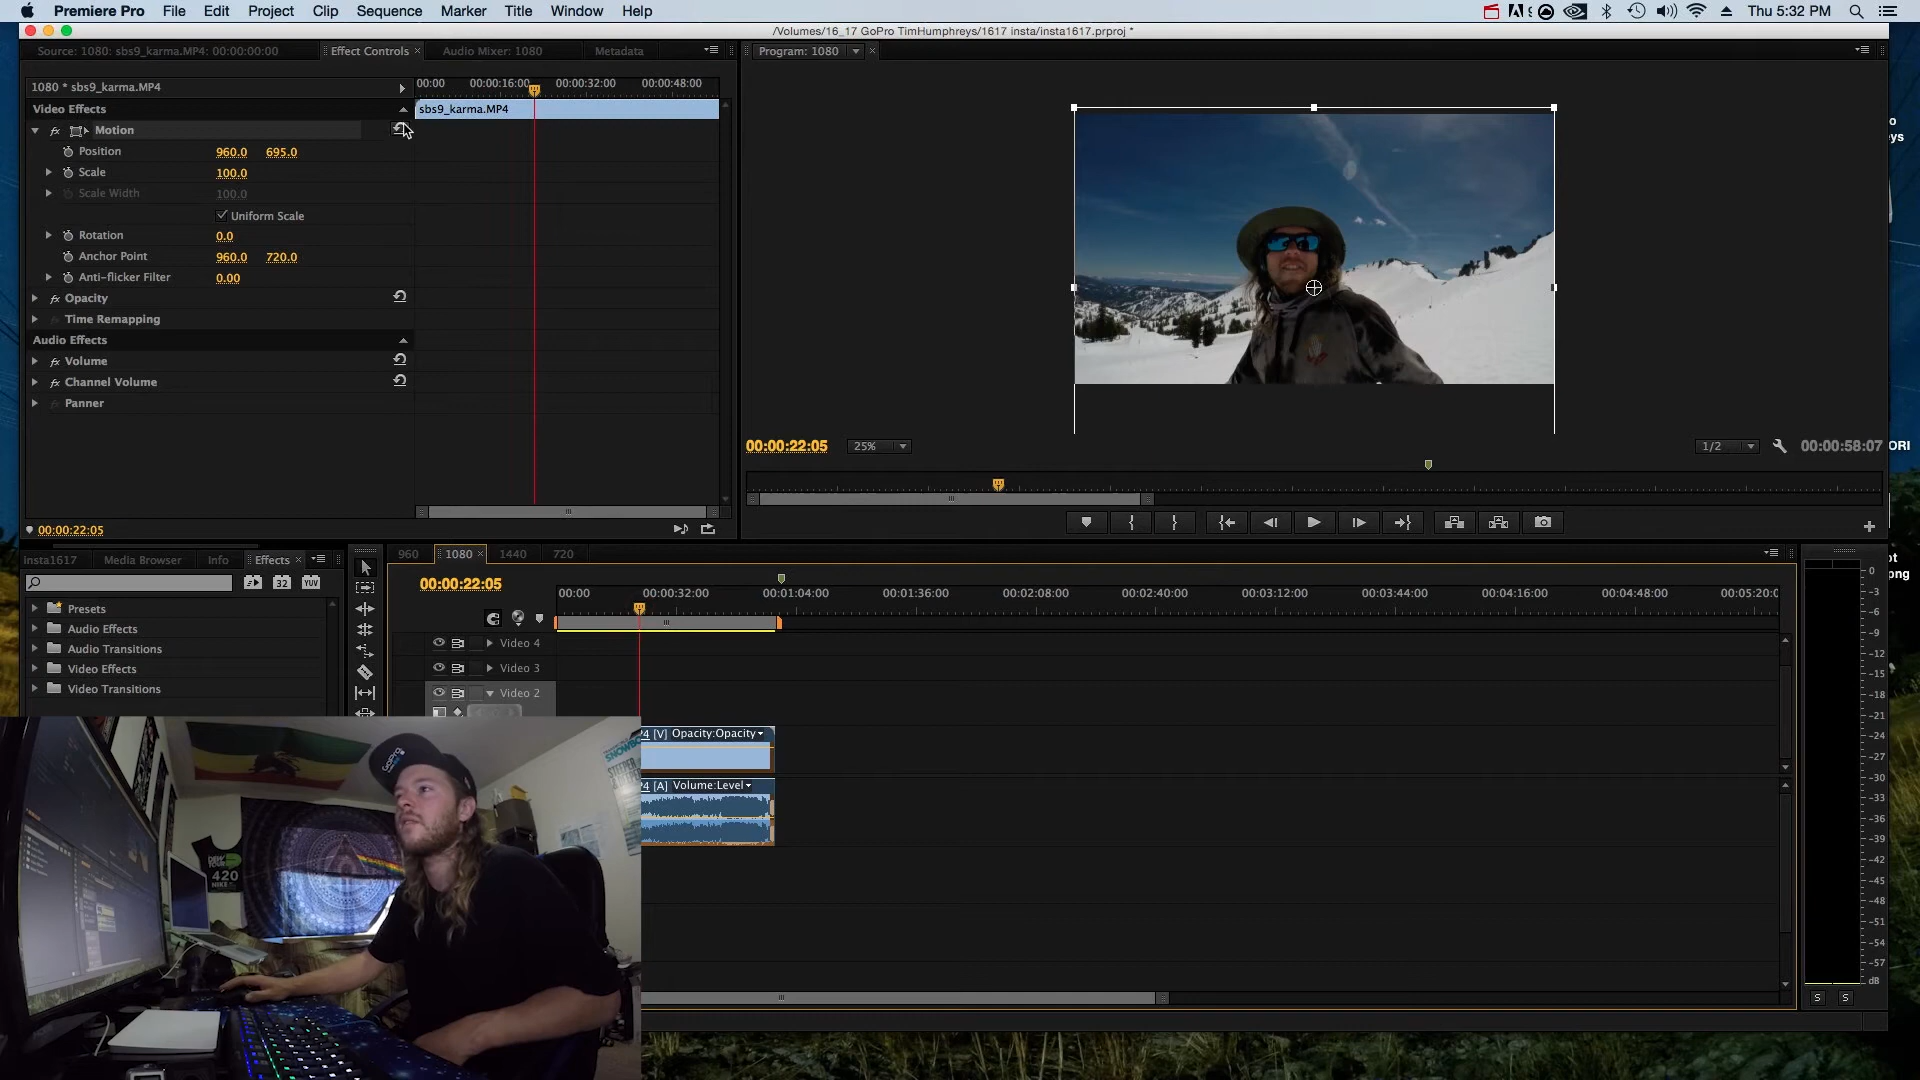 Premiere Pro File Edit Project Clip Sequence Marker Title Window Help Thu 5:32 PM
/Volumes/16_17 GoPro TimHumphreys/1617 insta/insta1617.prproj *
Source: 1080: sbs9_karma.MP4: 00:00:00:00 Effect Controls Audio Mixer: 1080 Metadata Program: 1080
1080 * sbs9_karma.MP4 00:00 00:00:16:00 00:00:32:00 00:00:48:00
Video Effects sbs9_karma.MP4
fx Motion
Position 960.0 695.0
Scale 100.0
Scale Width 100.0
Uniform Scale
Rotation 0.0
Anchor Point 960.0 720.0
Anti-flicker Filter 0.00
fx Opacity
Time Remapping
Audio Effects
fx Volume
fx Channel Volume
Panner
00:00:22:05 25% 1/2 00:00:58:07
00:00:22:05
Insta1617 Media Browser Info Effects
32 YUV
Presets
Audio Effects
Audio Transitions
Video Effects
Video Transitions
960 1080 1440 720
00:00:22:05 00:00 00:00:32:00 00:01:04:00 00:01:36:00 00:02:08:00 00:02:40:00 00:03:12:00 00:03:44:00 00:04:16:00 00:04:48:00 00:05:20:0
Video 4
Video 3
Video 2
[V] Opacity:Opacity
[A] Volume:Level
0
-3
-6
-9
-12
-15
-18
-21
-24
-27
-30
-33
-36
-39
-42
-45
-48
-51
-54
-57
dB
S S
ORI
png
GoPro
DEW TOUR
420